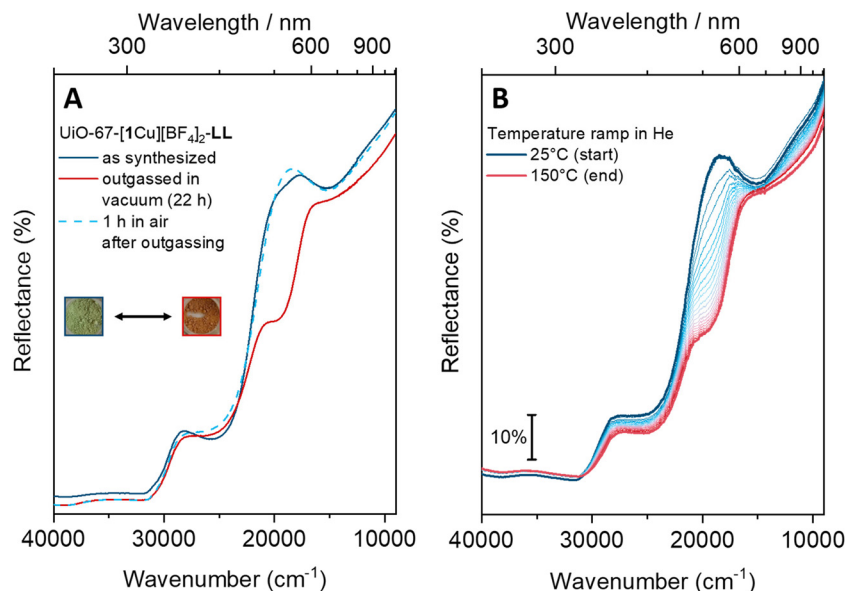 Wavelength / nm
300 600 900
A
UiO-67-[1Cu][BF₄]₂-LL
as synthesized
outgassed in
vacuum (22 h)
1 h in air
after outgassing
Reflectance (%)
40000 30000 20000 10000
Wavenumber (cm⁻¹)
Wavelength / nm
300 600 900
B
Temperature ramp in He
25°C (start)
150°C (end)
Reflectance (%)
10%
40000 30000 20000 10000
Wavenumber (cm⁻¹)